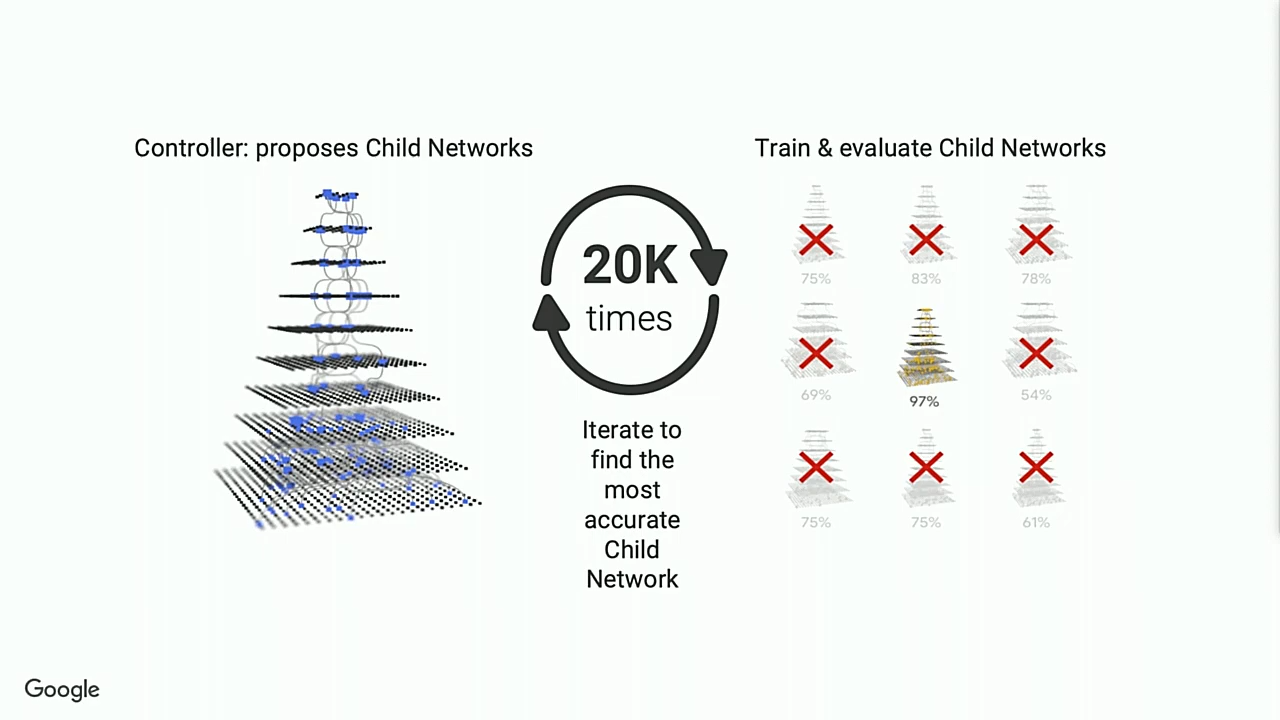 Controller: proposes Child Networks
Train & evaluate Child Networks
20K
times
Iterate to
find the
most
accurate
Child
Network
75%
83%
78%
69%
97%
54%
75%
75%
61%
Google